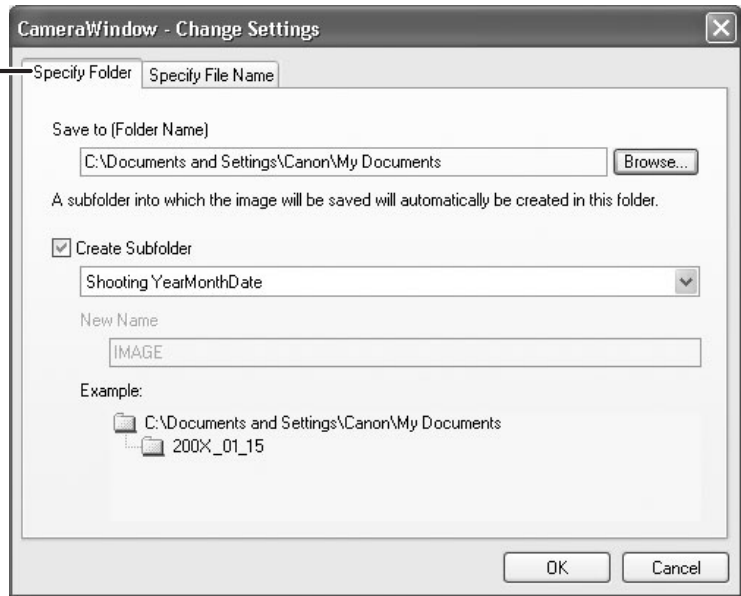 CameraWindow - Change Settings
Specify Folder
Specify File Name
Save to (Folder Name)
C:\Documents and Settings\Canon\My Documents
Browse...
A subfolder into which the image will be saved will automatically be created in this folder.
Create Subfolder
Shooting YearMonthDate
New Name
IMAGE
Example:
C:\Documents and Settings\Canon\My Documents
200X_01_15
OK
Cancel